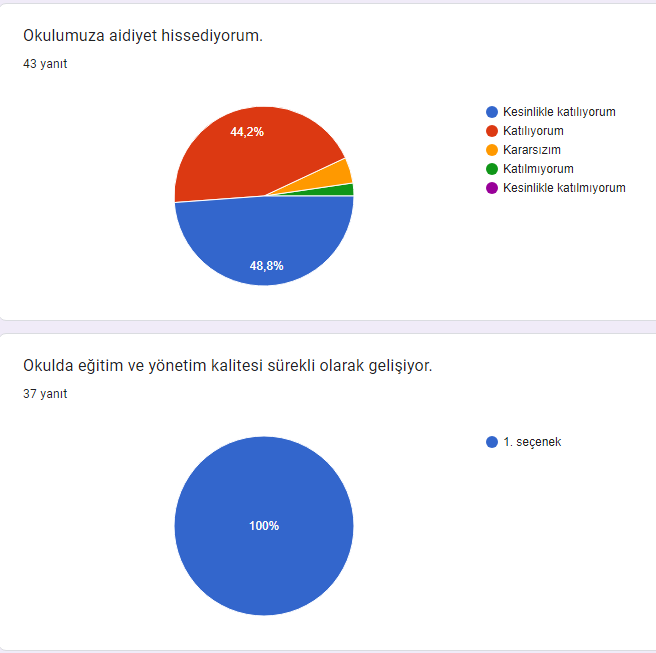 Okulumuza aidiyet hissediyorum.
43 yanıt
44,2%
48,8%
Kesinlikle katılıyorum
Katılıyorum
Kararsızım
Katılmıyorum
Kesinlikle katılmıyorum
Okulda eğitim ve yönetim kalitesi sürekli olarak gelişiyor.
37 yanıt
100%
1. seçenek